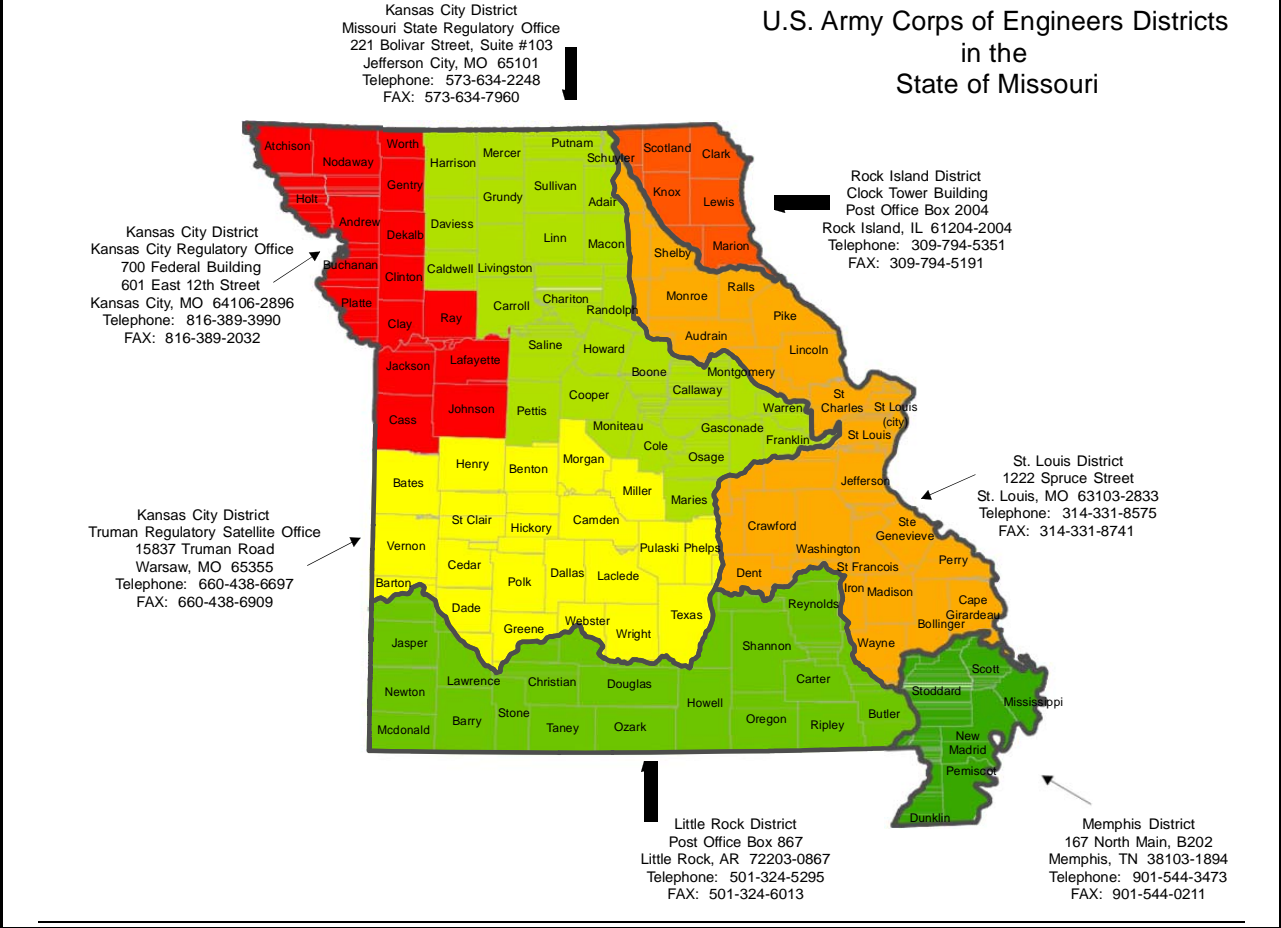 Kansas City District
Missouri State Regulatory Office
221 Bolivar Street, Suite #103
Jefferson City, MO 65101
Telephone: 573-634-2248
FAX: 573-634-7960
U.S. Army Corps of Engineers Districts
in the
State of Missouri
Rock Island District
Clock Tower Building
Post Office Box 2004
Rock Island, IL 61204-2004
Telephone: 309-794-5351
FAX: 309-794-5191
Kansas City District
Kansas City Regulatory Office
700 Federal Building
601 East 12th Street
Kansas City, MO 64106-2896
Telephone: 816-389-3990
FAX: 816-389-2032
St. Louis District
1222 Spruce Street
St. Louis, MO 63103-2833
Telephone: 314-331-8575
FAX: 314-331-8741
Kansas City District
Truman Regulatory Satellite Office
15837 Truman Road
Warsaw, MO 65355
Telephone: 660-438-6697
FAX: 660-438-6909
Little Rock District
Post Office Box 867
Little Rock, AR 72203-0867
Telephone: 501-324-5295
FAX: 501-324-6013
Memphis District
167 North Main, B202
Memphis, TN 38103-1894
Telephone: 901-544-3473
FAX: 901-544-0211
Atchison
Nodaway
Worth
Gentry
Holt
Andrew
Dekalb
Buchanan
Clinton
Platte
Clay
Ray
Jackson
Lafayette
Cass
Johnson
Harrison
Mercer
Putnam
Schuyler
Grundy
Sullivan
Adair
Daviess
Linn
Macon
Caldwell
Livingston
Carroll
Chariton
Randolph
Saline
Howard
Boone
Montgomery
Callaway
Cooper
Pettis
Warren
Moniteau
Gasconade
Franklin
Cole
Osage
Maries
Scotland
Clark
Knox
Lewis
Marion
Shelby
Monroe
Ralls
Pike
Audrain
Lincoln
St
Charles
St Louis
(city)
St Louis
Jefferson
Crawford
Washington
Ste
Genevieve
St Francois
Perry
Dent
Iron
Madison
Cape
Girardeau
Bollinger
Wayne
Bates
Henry
Benton
Morgan
Miller
St Clair
Hickory
Camden
Vernon
Pulaski
Phelps
Cedar
Polk
Dallas
Laclede
Barton
Dade
Greene
Webster
Wright
Texas
Jasper
Reynolds
Shannon
Newton
Lawrence
Christian
Douglas
Carter
Howell
Mcdonald
Barry
Stone
Taney
Ozark
Oregon
Ripley
Butler
Scott
Stoddard
Mississippi
New
Madrid
Pemiscot
Dunklin